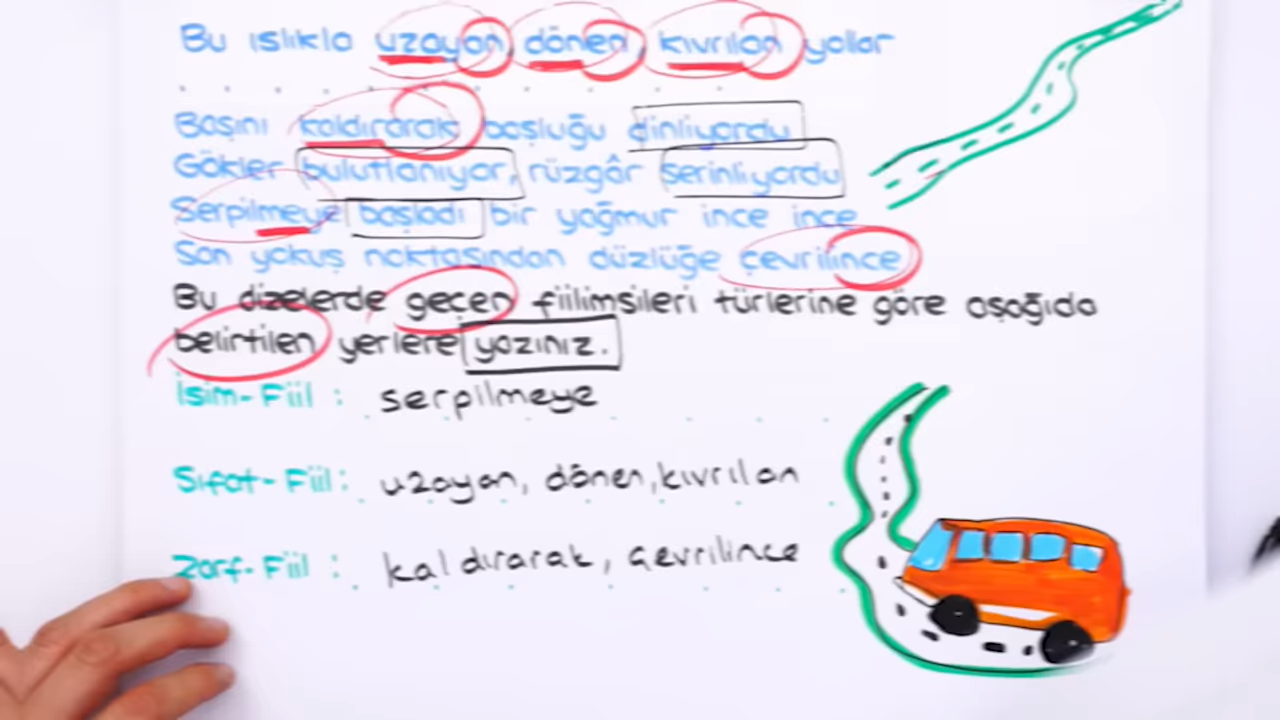 Bu ıslıkla uzayan, dönen, kıvrılan yollar
Başını kaldırarak boşluğu dinliyordu
Gökler bulutlanıyor, rüzgâr serinliyordu
Serpilmeye başladı bir yağmur ince ince
Son yokuş noktasından düzlüğe çevrilince
Bu dizelerde geçen fiilimsileri türlerine göre aşağıda
belirtilen yerlere yazınız.
İsim-Fiil : serpilmeye
Sıfat-Fiil : uzayan, dönen, kıvrılan
Zarf-Fiil : kaldırarak, çevrilince